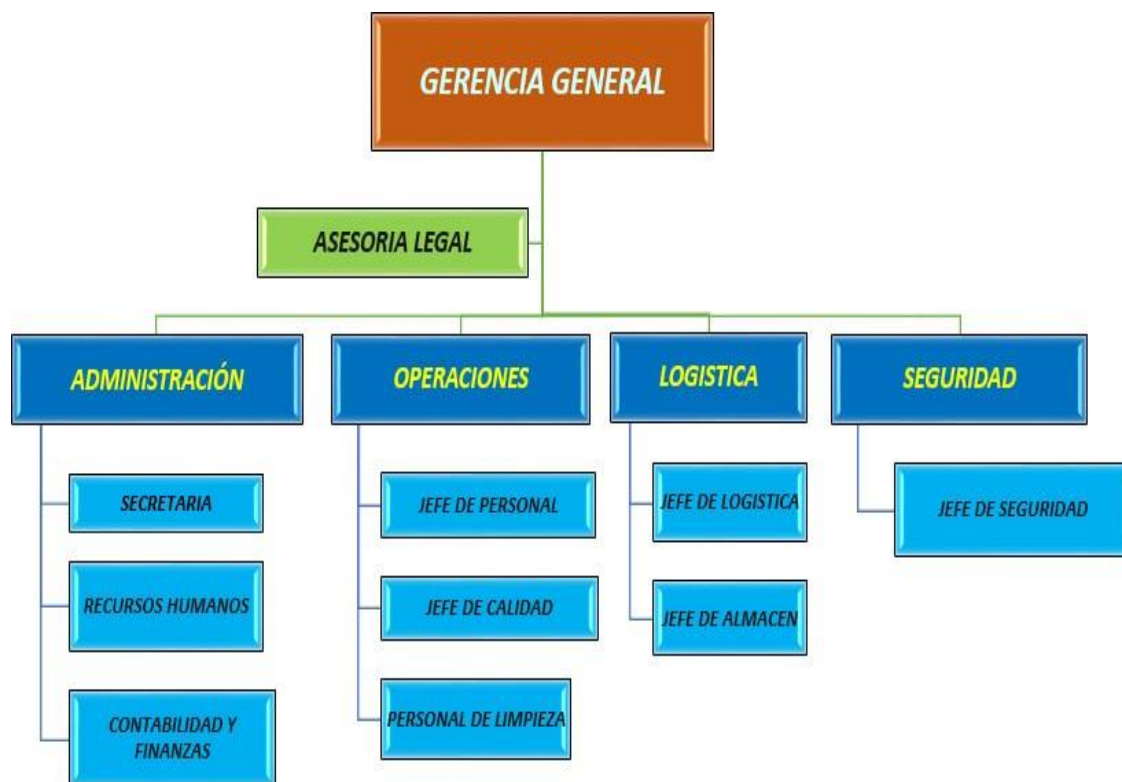 GERENCIA GENERAL
ASESORIA LEGAL
ADMINISTRACIÓN
OPERACIONES
LOGISTICA
SEGURIDAD
SECRETARIA
RECURSOS HUMANOS
CONTABILIDAD Y
FINANZAS
JEFE DE PERSONAL
JEFE DE CALIDAD
PERSONAL DE LIMPIEZA
JEFE DE LOGISTICA
JEFE DE ALMACEN
JEFE DE SEGURIDAD